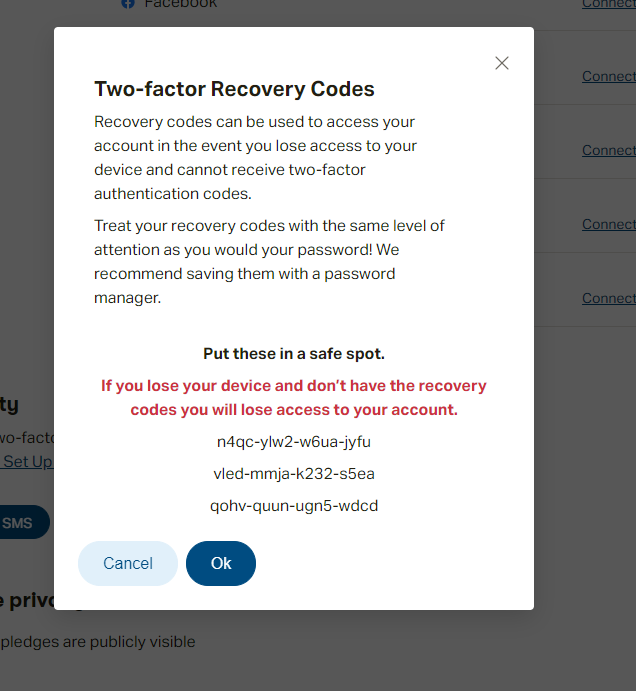 Facebook
Connect
Two-factor Recovery Codes
Connect
Recovery codes can be used to access your
account in the event you lose access to your
Connect
device and cannot receive two-factor
authentication codes.
Treat your recovery codes with the same level of
Connect
attention as you would your password! We
recommend saving them with a password
manager.
Connect
Put these in a safe spot.
If you lose your device and don’t have the recovery
codes you will lose access to your account.
ty
wo-facto
n4qc-ylw2-w6ua-jyfu
Set Up
vled-mmja-k232-s5ea
qohv-quun-ugn5-wdcd
SMS
Cancel
Ok
e priv
pledges are publicly visible